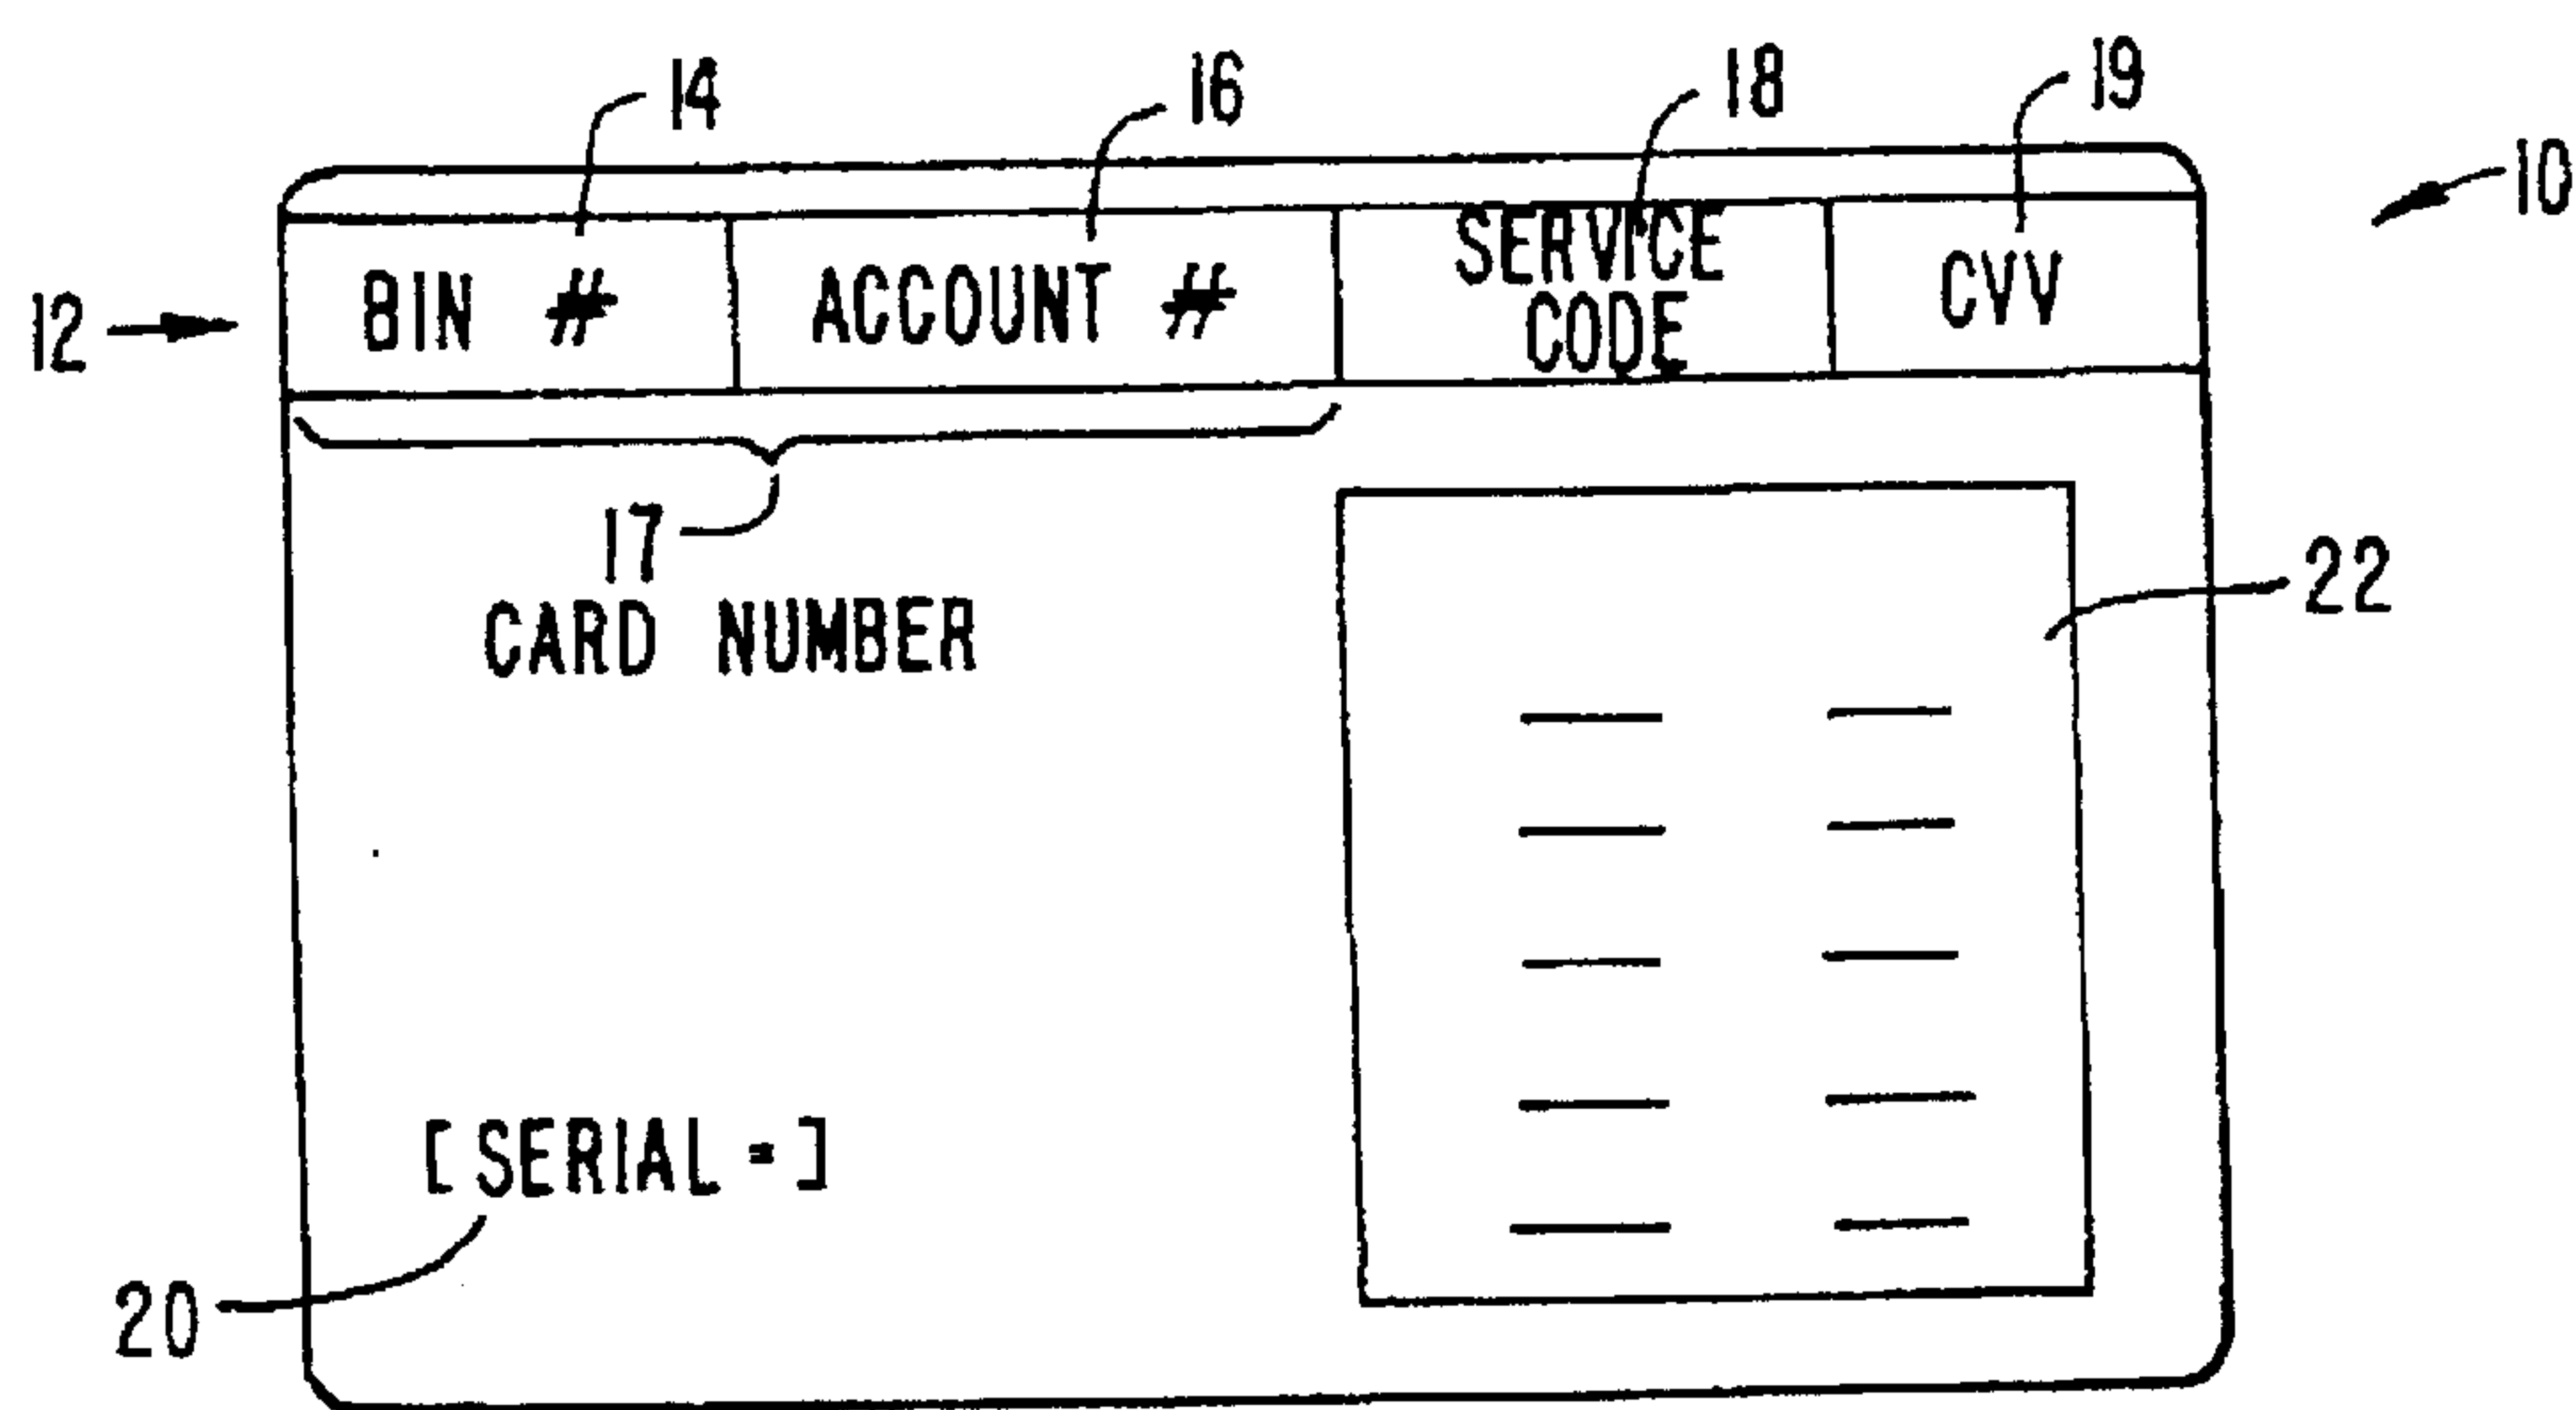 14 16 18 19
10
12 BIN # ACCOUNT # SERVICE CODE CVV
17
CARD NUMBER
22
[SERIAL = ]
20